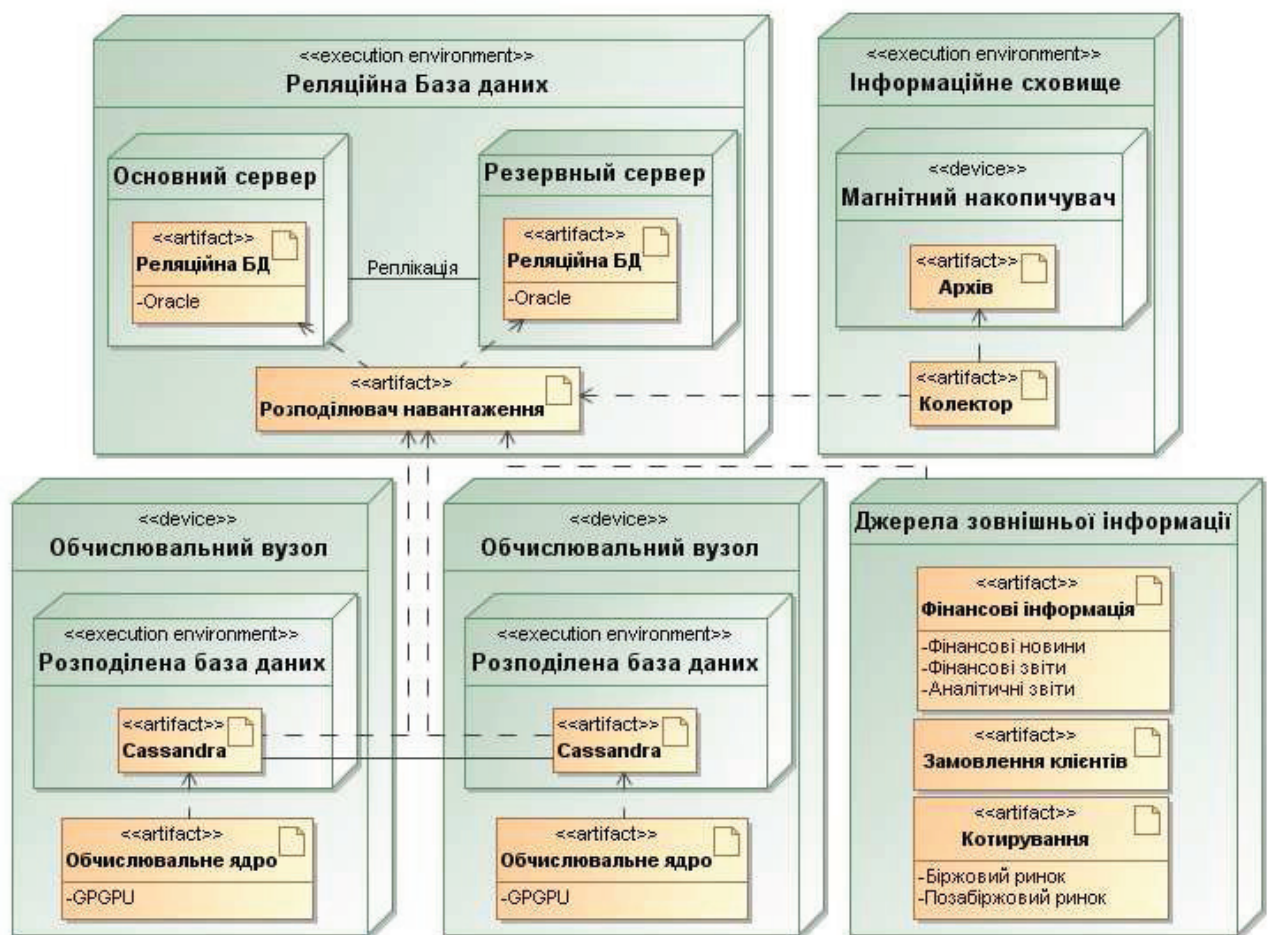 <<execution environment>>
Реляційна База даних
Основний сервер
<<artifact>>
Реляційна БД
-Oracle
Реплікація
Резервный сервер
<<artifact>>
Реляційна БД
-Oracle
<<artifact>>
Розподілювач навантаження
<<execution environment>>
Інформаційне сховище
<<device>>
Магнітний накопичувач
<<artifact>>
Архів
<<artifact>>
Колектор
<<device>>
Обчислювальний вузол
<<execution environment>>
Розподілена база даних
<<artifact>>
Cassandra
<<artifact>>
Обчислювальне ядро
-GPGPU
<<device>>
Обчислювальний вузол
<<execution environment>>
Розподілена база даних
<<artifact>>
Cassandra
<<artifact>>
Обчислювальне ядро
-GPGPU
Джерела зовнішньої інформації
<<artifact>>
Фінансові інформація
-Фінансові новини
-Фінансові звіти
-Аналітичні звіти
<<artifact>>
Замовлення клієнтів
<<artifact>>
Котирування
-Біржовий ринок
-Позабіржовий ринок